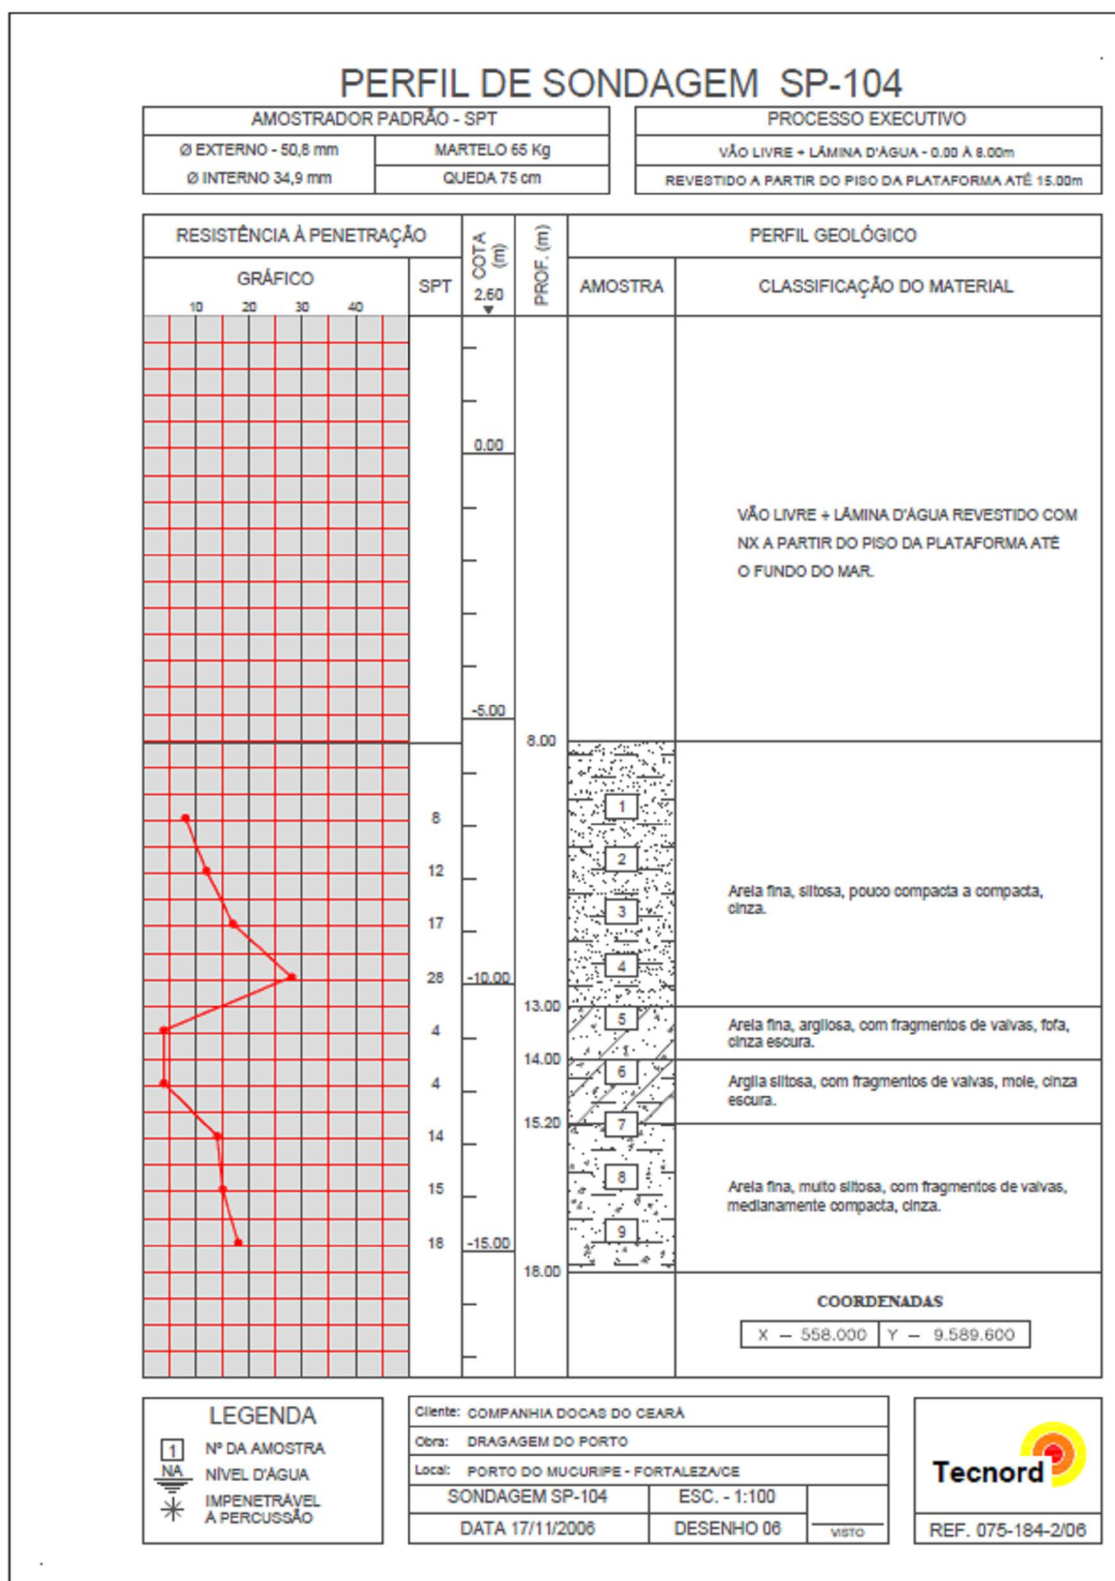 PERFIL DE SONDAGEM SP-104
AMOSTRADOR PADRÃO - SPT
Ø EXTERNO - 50,8 mm
MARTELO 65 Kg
Ø INTERNO 34,9 mm
QUEDA 75 cm
PROCESSO EXECUTIVO
VÃO LIVRE + LÂMINA D'ÁGUA - 0.00 À 8.00m
REVESTIDO A PARTIR DO PISO DA PLATAFORMA ATÉ 15.00m
RESISTÊNCIA À PENETRAÇÃO
GRÁFICO
10 20 30 40
SPT
COTA (m)
2.60
PROF. (m)
PERFIL GEOLÓGICO
AMOSTRA
CLASSIFICAÇÃO DO MATERIAL
0.00
VÃO LIVRE + LÂMINA D'ÁGUA REVESTIDO COM
NX A PARTIR DO PISO DA PLATAFORMA ATÉ
O FUNDO DO MAR.
-5.00
8.00
8
1
12
2
17
3
Areia fina, siltosa, pouco compacta a compacta,
cinza.
28
-10.00
4
13.00
4
5
Areia fina, argilosa, com fragmentos de valvas, fofa,
cinza escura.
14.00
4
6
Argila siltosa, com fragmentos de valvas, mole, cinza
escura.
15.20
14
7
15
8
Areia fina, muito siltosa, com fragmentos de valvas,
medianamente compacta, cinza.
18
-15.00
9
18.00
COORDENADAS
X – 558.000 Y – 9.589.600
LEGENDA
1 Nº DA AMOSTRA
NA NÍVEL D'ÁGUA
IMPENETRÁVEL
À PERCUSSÃO
Cliente: COMPANHIA DOCAS DO CEARÁ
Obra: DRAGAGEM DO PORTO
Local: PORTO DO MUCURIPE - FORTALEZA/CE
SONDAGEM SP-104
ESC. - 1:100
DATA 17/11/2006
DESENHO 06
VISTO
Tecnord
REF. 075-184-2/06